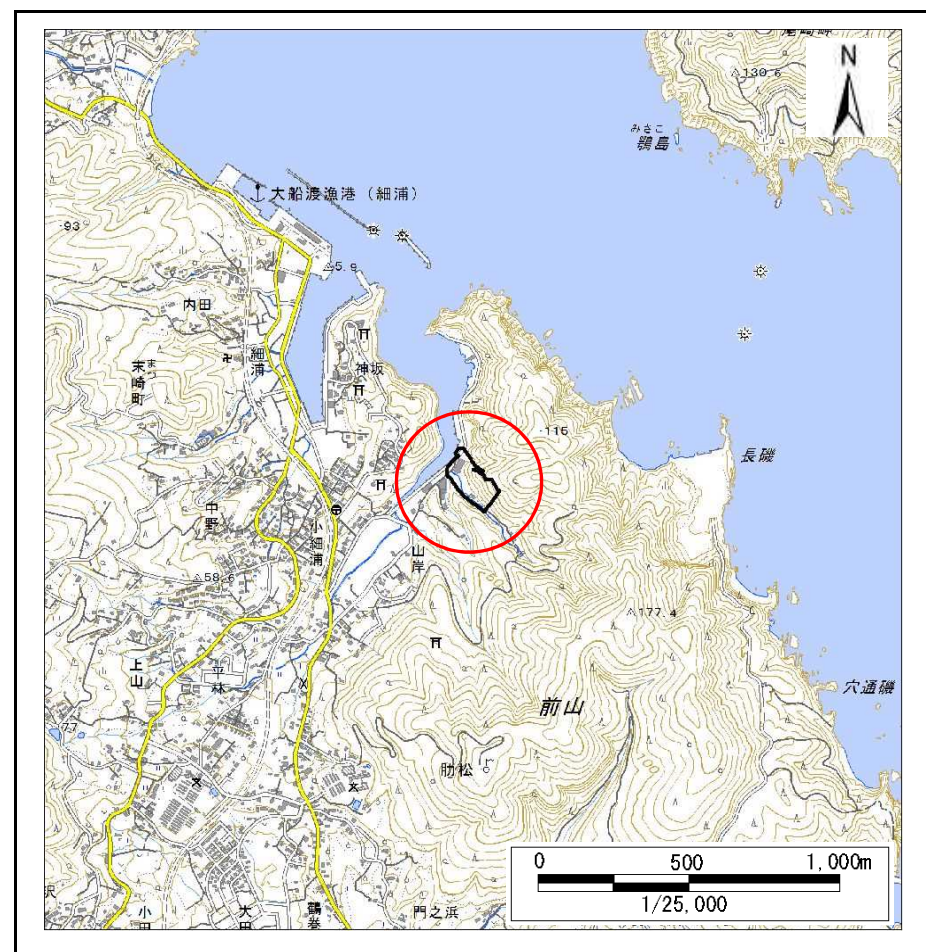 N
130.6
みさご
鶚島
大船渡漁港（細浦）
93
5.9
内田
細浦
神坂
末崎町
ま
115
長磯
中野
小細浦
山岸
58.6
177.4
上山
平林
穴通磯
前山
77
肋松
門之浜
鶴巻
大田
小田
沢
0 500 1,000m
1/25,000